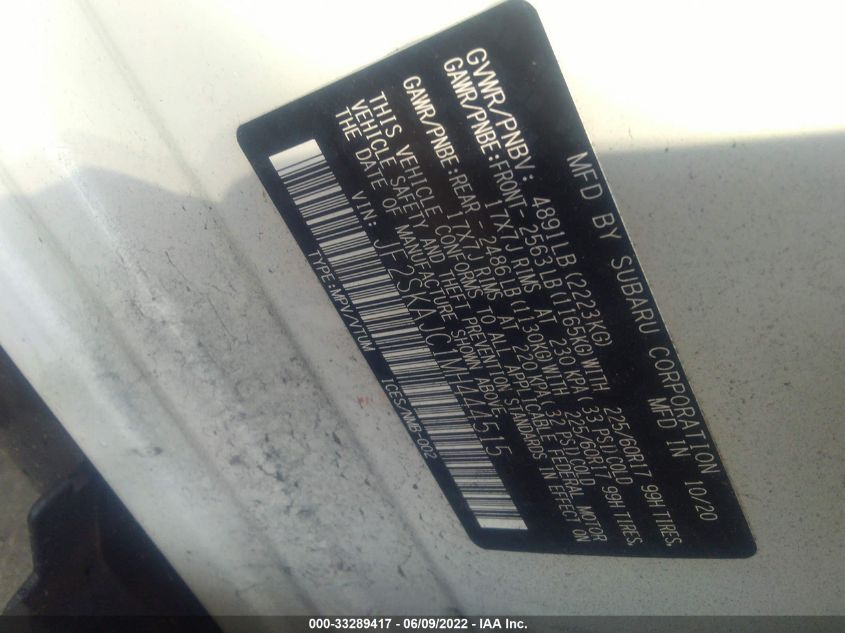 MFD BY SUBARU CORPORATION
MFD IN 10/20
GVWR/PNBV: 4891LB (2223KG)
GAWR/PNBE:FRONT- 2563LB (1165KG)WITH 225/60R17 99H TIRES,
17X7J RIMS AT 230 KPA( 33 PSI)COLD
GAWR/PNBE:REAR - 2486LB (1130KG)WITH 225/60R17 99H TIRES,
17X7J RIMS AT 220 KPA( 32 PSI)COLD
THIS VEHICLE CONFORMS TO ALL APPLICABLE FEDERAL MOTOR
VEHICLE SAFETY AND THEFT PREVENTION STANDARDS IN EFFECT ON
THE DATE OF MANUFACTURE SHOWN ABOVE.
VIN: JF2SKAJC1MH444515
TYPE:MPV/VTUM ICES/NMB-002
000-33289417 - 06/09/2022 - IAA Inc.